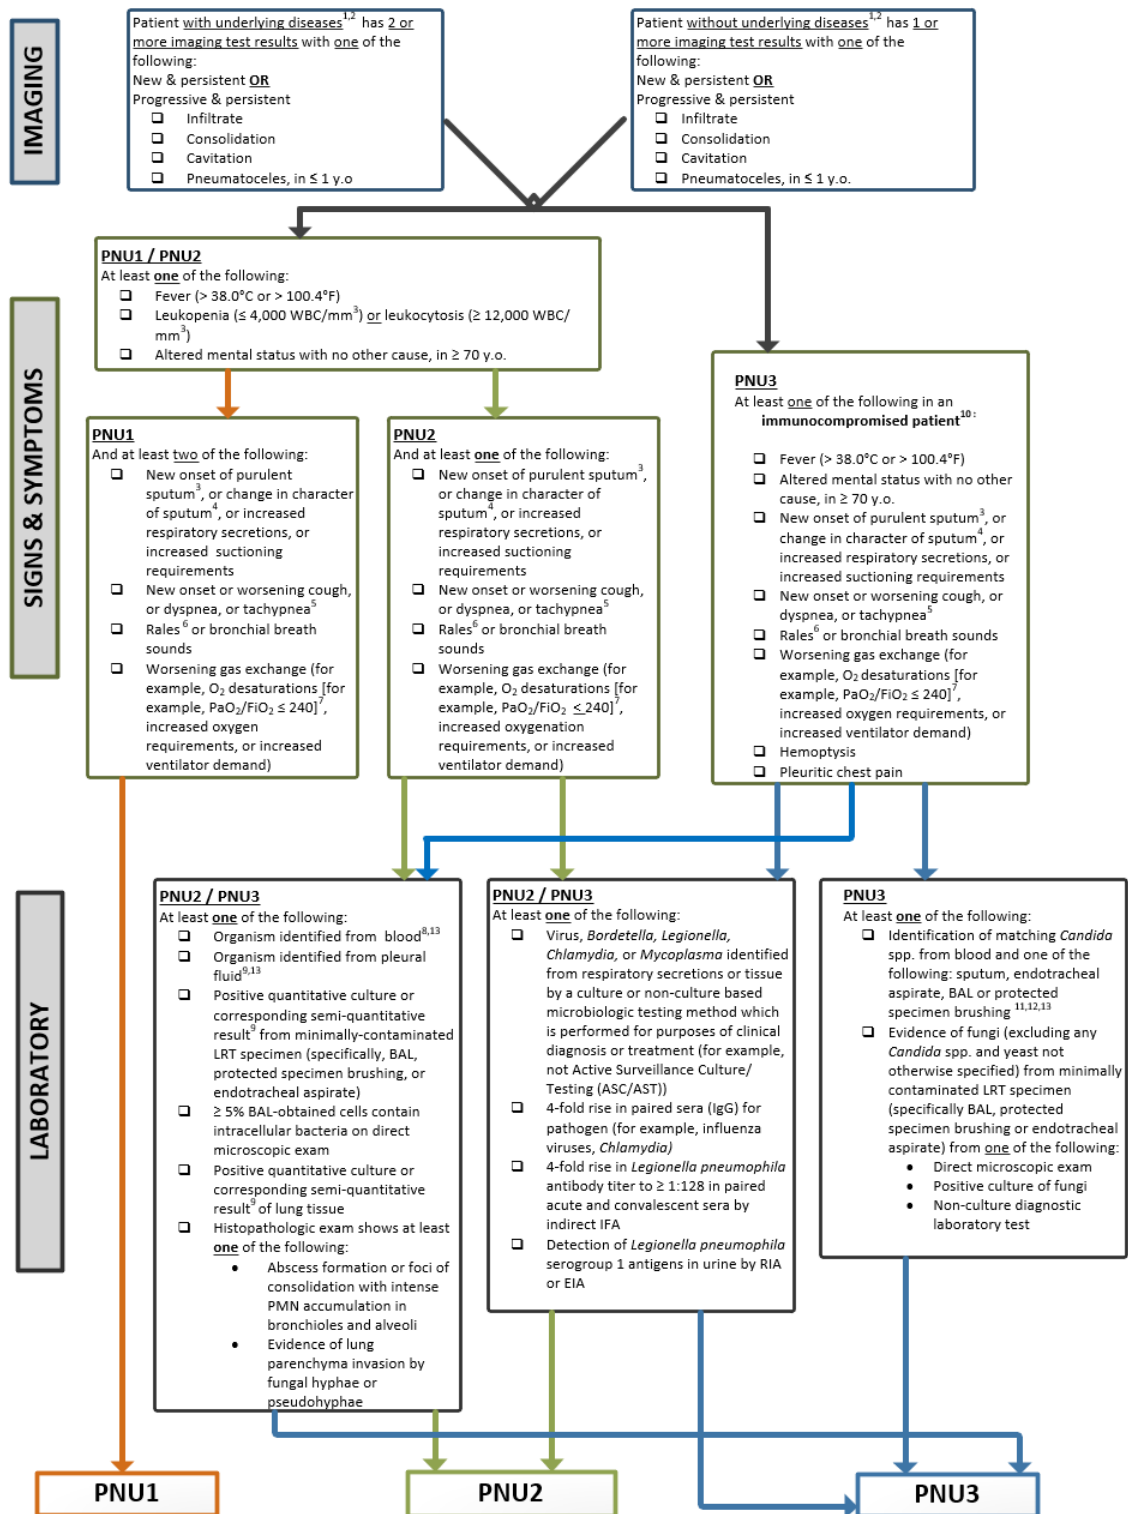 IMAGING
Patient with underlying diseases1,2 has 2 or
more imaging test results with one of the
following:
New & persistent OR
Progressive & persistent
❑ Infiltrate
❑ Consolidation
❑ Cavitation
❑ Pneumatoceles, in ≤ 1 y.o
Patient without underlying diseases1,2 has 1 or
more imaging test results with one of the
following:
New & persistent OR
Progressive & persistent
❑ Infiltrate
❑ Consolidation
❑ Cavitation
❑ Pneumatoceles, in ≤ 1 y.o.
SIGNS & SYMPTOMS
PNU1 / PNU2
At least one of the following:
❑ Fever (> 38.0°C or > 100.4°F)
❑ Leukopenia (≤ 4,000 WBC/mm3) or leukocytosis (≥ 12,000 WBC/
mm3)
❑ Altered mental status with no other cause, in ≥ 70 y.o.
PNU1
And at least two of the following:
❑ New onset of purulent
sputum3, or change in character
of sputum4, or increased
respiratory secretions, or
increased suctioning
requirements
❑ New onset or worsening cough,
or dyspnea, or tachypnea5
❑ Rales6 or bronchial breath
sounds
❑ Worsening gas exchange (for
example, O2 desaturations [for
example, PaO2/FiO2 ≤ 240]7,
increased oxygen
requirements, or increased
ventilator demand)
PNU2
And at least one of the following:
❑ New onset of purulent sputum3,
or change in character of
sputum4, or increased
respiratory secretions, or
increased suctioning
requirements
❑ New onset or worsening cough,
or dyspnea, or tachypnea5
❑ Rales6 or bronchial breath
sounds
❑ Worsening gas exchange (for
example, O2 desaturations [for
example, PaO2/FiO2 ≤ 240]7,
increased oxygenation
requirements, or increased
ventilator demand)
PNU3
At least one of the following in an
immunocompromised patient10 :
❑ Fever (> 38.0°C or > 100.4°F)
❑ Altered mental status with no other
cause, in ≥ 70 y.o.
❑ New onset of purulent sputum3, or
change in character of sputum4, or
increased respiratory secretions, or
increased suctioning requirements
❑ New onset or worsening cough, or
dyspnea, or tachypnea5
❑ Rales6 or bronchial breath sounds
❑ Worsening gas exchange (for
example, O2 desaturations [for
example, PaO2/FiO2 ≤ 240]7,
increased oxygen requirements, or
increased ventilator demand)
❑ Hemoptysis
❑ Pleuritic chest pain
LABORATORY
PNU2 / PNU3
At least one of the following:
❑ Organism identified from blood8,13
❑ Organism identified from pleural
fluid9,13
❑ Positive quantitative culture or
corresponding semi-quantitative
result9 from minimally-contaminated
LRT specimen (specifically, BAL,
protected specimen brushing, or
endotracheal aspirate)
❑ ≥ 5% BAL-obtained cells contain
intracellular bacteria on direct
microscopic exam
❑ Positive quantitative culture or
corresponding semi-quantitative
result9 of lung tissue
❑ Histopathologic exam shows at least
one of the following:
• Abscess formation or foci of
consolidation with intense
PMN accumulation in
bronchioles and alveoli
• Evidence of lung
parenchyma invasion by
fungal hyphae or
pseudohyphae
PNU2 / PNU3
At least one of the following:
❑ Virus, Bordetella, Legionella,
Chlamydia, or Mycoplasma identified
from respiratory secretions or tissue
by a culture or non-culture based
microbiologic testing method which
is performed for purposes of clinical
diagnosis or treatment (for example,
not Active Surveillance Culture/
Testing (ASC/AST))
❑ 4-fold rise in paired sera (IgG) for
pathogen (for example, influenza
viruses, Chlamydia)
❑ 4-fold rise in Legionella pneumophila
antibody titer to ≥ 1:128 in paired
acute and convalescent sera by
indirect IFA
❑ Detection of Legionella pneumophila
serogroup 1 antigens in urine by RIA
or EIA
PNU3
At least one of the following:
❑ Identification of matching Candida
spp. from blood and one of the
following: sputum, endotracheal
aspirate, BAL or protected
specimen brushing 11,12,13
❑ Evidence of fungi (excluding any
Candida spp. and yeast not
otherwise specified) from minimally
contaminated LRT specimen
(specifically BAL, protected
specimen brushing or endotracheal
aspirate) from one of the following:
• Direct microscopic exam
• Positive culture of fungi
• Non-culture diagnostic
laboratory test
PNU1
PNU2
PNU3